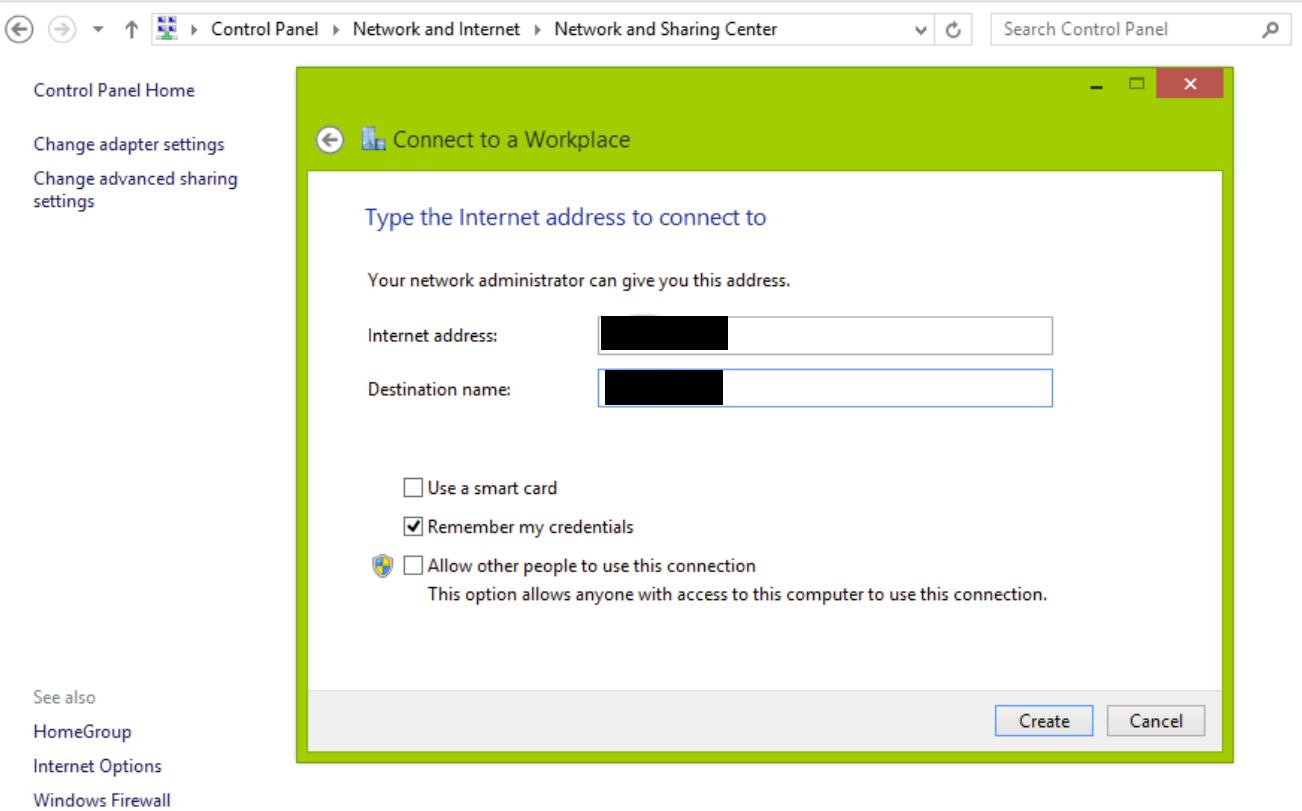 Control Panel Network and Internet Network and Sharing Center Search Control Panel
Control Panel Home
Change adapter settings
Change advanced sharing
settings
Connect to a Workplace
Type the Internet address to connect to
Your network administrator can give you this address.
Internet address:
Destination name:
Use a smart card
Remember my credentials
Allow other people to use this connection
This option allows anyone with access to this computer to use this connection.
Create Cancel
See also
HomeGroup
Internet Options
Windows Firewall